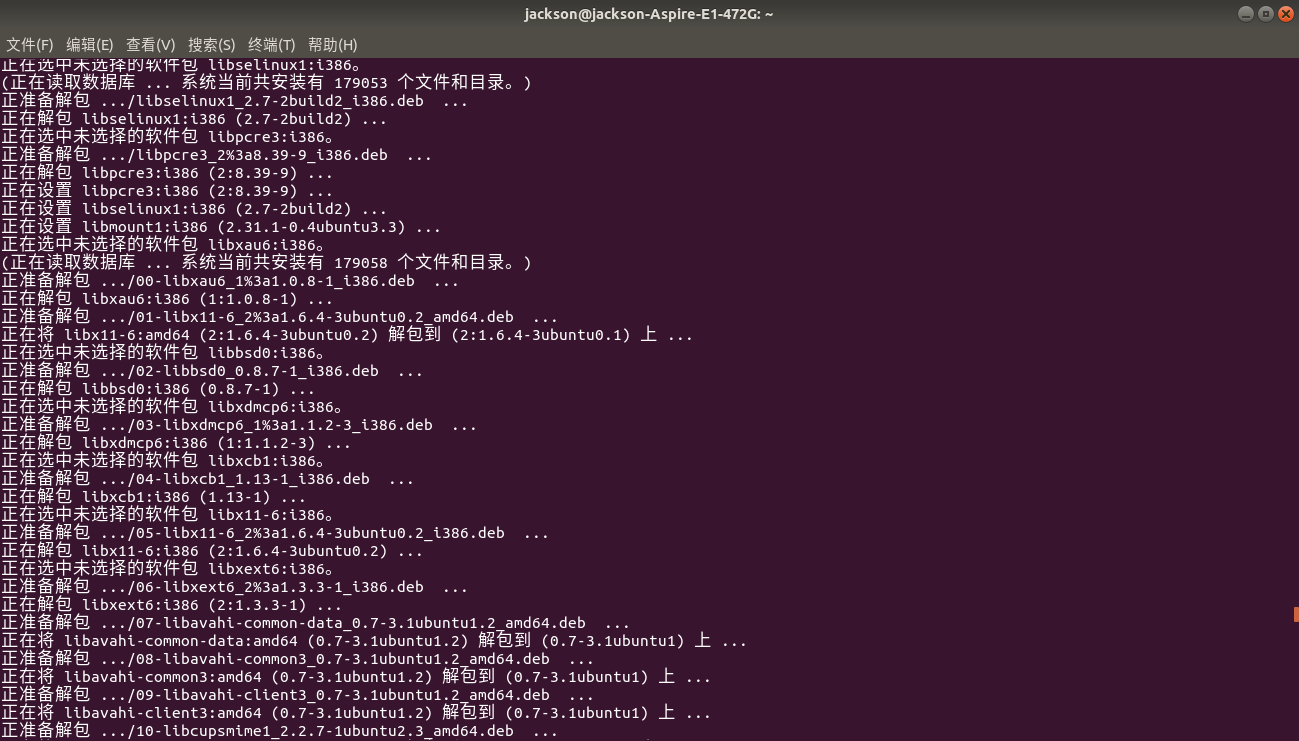 jackson@jackson-Aspire-E1-472G: ~
文件(F) 编辑(E) 查看(V) 搜索(S) 终端(T) 帮助(H)
正在选中未选择的软件包 libselinux1:i386。
(正在读取数据库 ... 系统当前共安装有 179053 个文件和目录。)
正准备解包 .../libselinux1_2.7-2build2_i386.deb  ...
正在解包 libselinux1:i386 (2.7-2build2) ...
正在选中未选择的软件包 libpcre3:i386。
正准备解包 .../libpcre3_2%3a8.39-9_i386.deb  ...
正在解包 libpcre3:i386 (2:8.39-9) ...
正在设置 libpcre3:i386 (2:8.39-9) ...
正在设置 libselinux1:i386 (2.7-2build2) ...
正在设置 libmount1:i386 (2.31.1-0.4ubuntu3.3) ...
正在选中未选择的软件包 libxau6:i386。
(正在读取数据库 ... 系统当前共安装有 179058 个文件和目录。)
正准备解包 .../00-libxau6_1%3a1.0.8-1_i386.deb  ...
正在解包 libxau6:i386 (1:1.0.8-1) ...
正准备解包 .../01-libx11-6_2%3a1.6.4-3ubuntu0.2_amd64.deb  ...
正在将 libx11-6:amd64 (2:1.6.4-3ubuntu0.2) 解包到 (2:1.6.4-3ubuntu0.1) 上 ...
正在选中未选择的软件包 libbsd0:i386。
正准备解包 .../02-libbsd0_0.8.7-1_i386.deb  ...
正在解包 libbsd0:i386 (0.8.7-1) ...
正在选中未选择的软件包 libxdmcp6:i386。
正准备解包 .../03-libxdmcp6_1%3a1.1.2-3_i386.deb  ...
正在解包 libxdmcp6:i386 (1:1.1.2-3) ...
正在选中未选择的软件包 libxcb1:i386。
正准备解包 .../04-libxcb1_1.13-1_i386.deb  ...
正在解包 libxcb1:i386 (1.13-1) ...
正在选中未选择的软件包 libx11-6:i386。
正准备解包 .../05-libx11-6_2%3a1.6.4-3ubuntu0.2_i386.deb  ...
正在解包 libx11-6:i386 (2:1.6.4-3ubuntu0.2) ...
正在选中未选择的软件包 libxext6:i386。
正准备解包 .../06-libxext6_2%3a1.3.3-1_i386.deb  ...
正在解包 libxext6:i386 (2:1.3.3-1) ...
正准备解包 .../07-libavahi-common-data_0.7-3.1ubuntu1.2_amd64.deb  ...
正在将 libavahi-common-data:amd64 (0.7-3.1ubuntu1.2) 解包到 (0.7-3.1ubuntu1) 上 ...
正准备解包 .../08-libavahi-common3_0.7-3.1ubuntu1.2_amd64.deb  ...
正在将 libavahi-common3:amd64 (0.7-3.1ubuntu1.2) 解包到 (0.7-3.1ubuntu1) 上 ...
正准备解包 .../09-libavahi-client3_0.7-3.1ubuntu1.2_amd64.deb  ...
正在将 libavahi-client3:amd64 (0.7-3.1ubuntu1.2) 解包到 (0.7-3.1ubuntu1) 上 ...
正准备解包 .../10-libcupsmime1_2.2.7-1ubuntu2.3_amd64.deb  ...